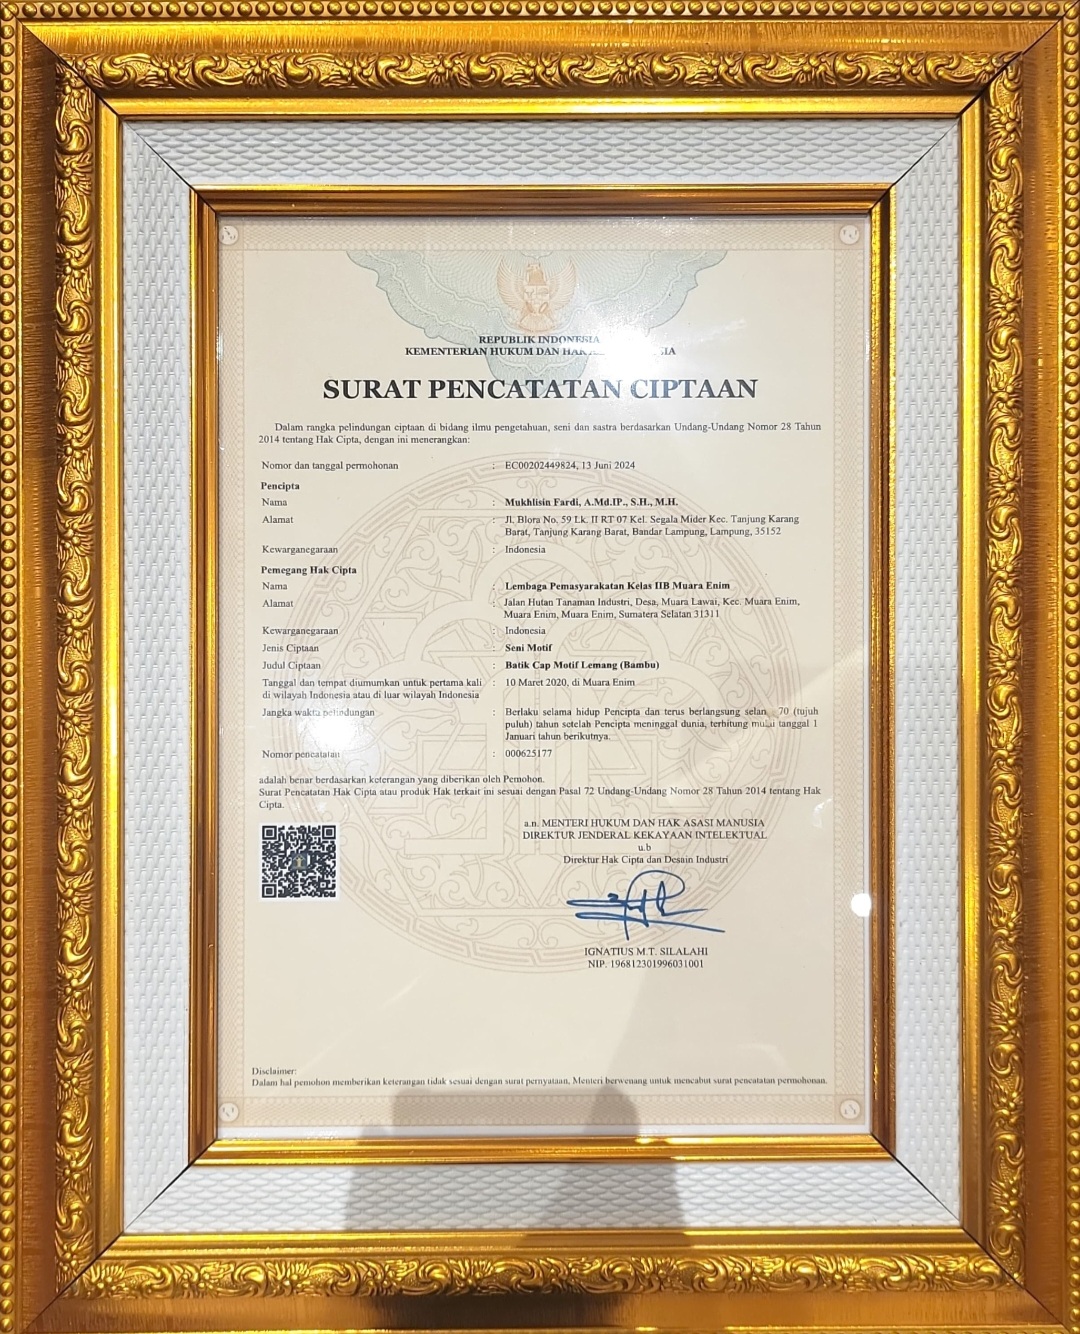 REPUBLIK INDONESIA
KEMENTERIAN HUKUM DAN
SURAT PENCATATAN CIPTAAN
Dalam rangka pelindungan ciptaan di bidang ilmu pengetahuan, seni dan sastra berdasarkan Undang-Undang Nomor 28 Tahun
2014 tentang Hak Cipta, dengan ini menerangkan:
Nomor dan tanggal permohonan : EC00202449824, 13 Juni 2024
Pencipta
Nama : Mukhlisin Fardi, A.Md.IP., S.H., M.H.
Alamat : Jl. Blora No. 59 Lk. II RT 07 Kel. Segala Mider Kec. Tanjung Karang
Barat, Tanjung Karang Barat, Bandar Lampung, Lampung, 35152
Kewarganegaraan : Indonesia
Pemegang Hak Cipta
Nama : Lembaga Pemasyarakatan Kelas IIB Muara Enim
Alamat : Jalan Hutan Tanaman Industri, Desa, Muara Lawai, Kec. Muara Enim,
Muara Enim, Muara Enim, Sumatera Selatan 31311
Kewarganegaraan : Indonesia
Jenis Ciptaan : Seni Motif
Judul Ciptaan : Batik Cap Motif Lemang (Bambu)
Tanggal dan tempat diumumkan untuk pertama kali : 10 Maret 2020, di Muara Enim
di wilayah Indonesia atau di luar wilayah Indonesia
Jangka waktu pelindungan : Berlaku selama hidup Pencipta dan terus berlangsung 70 (tujuh
puluh) tahun setelah Pencipta meninggal dunia, terhitung mulai tanggal 1
Januari tahun berikutnya.
Nomor pencatatan : 000625177
adalah benar berdasarkan keterangan yang diberikan oleh Pemohon.
Surat Pencatatan Hak Cipta atau produk Hak terkait ini sesuai dengan Pasal 72 Undang-Undang Nomor 28 Tahun 2014 tentang Hak
Cipta.
a.n. MENTERI HUKUM DAN HAK ASASI MANUSIA
DIREKTUR JENDERAL KEKAYAAN INTELEKTUAL
u.b
Direktur Hak Cipta dan Desain Industri
IGNATIUS M.T. SILALAHI
NIP. 196812301996031001
Disclaimer:
Dalam hal pemohon memberikan keterangan tidak sesuai dengan surat pernyataan, Menteri berwenang untuk mencabut surat pencatatan permohonan.